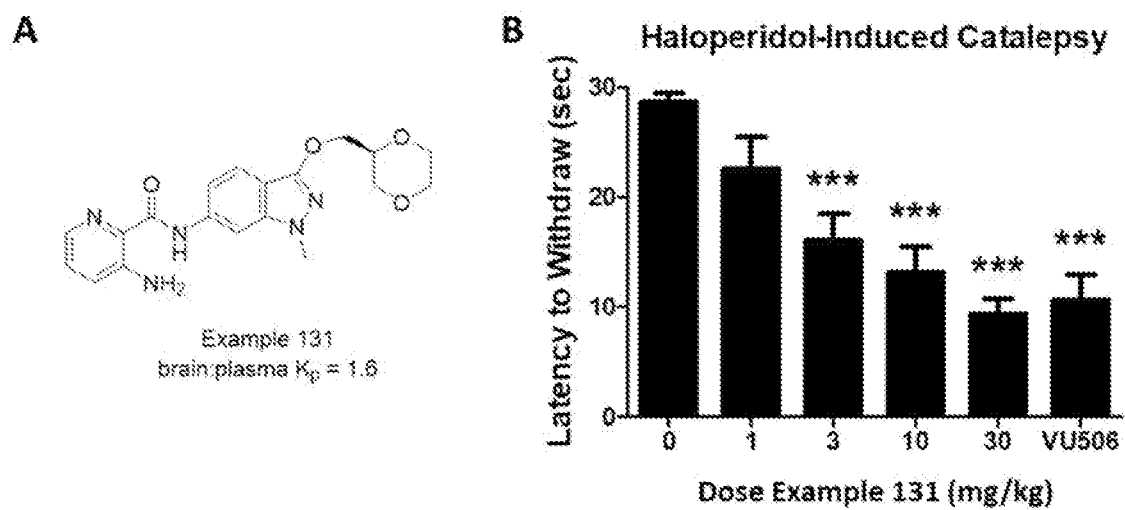 A
O
O
O
O
N
N
N
N
H
NH₂
Example 131
brain:plasma Kp = 1.6
B
Haloperidol-Induced Catalepsy
Latency to Withdraw (sec)
30
20
10
0
***
***
***
***
0 1 3 10 30 VU506
Dose Example 131 (mg/kg)